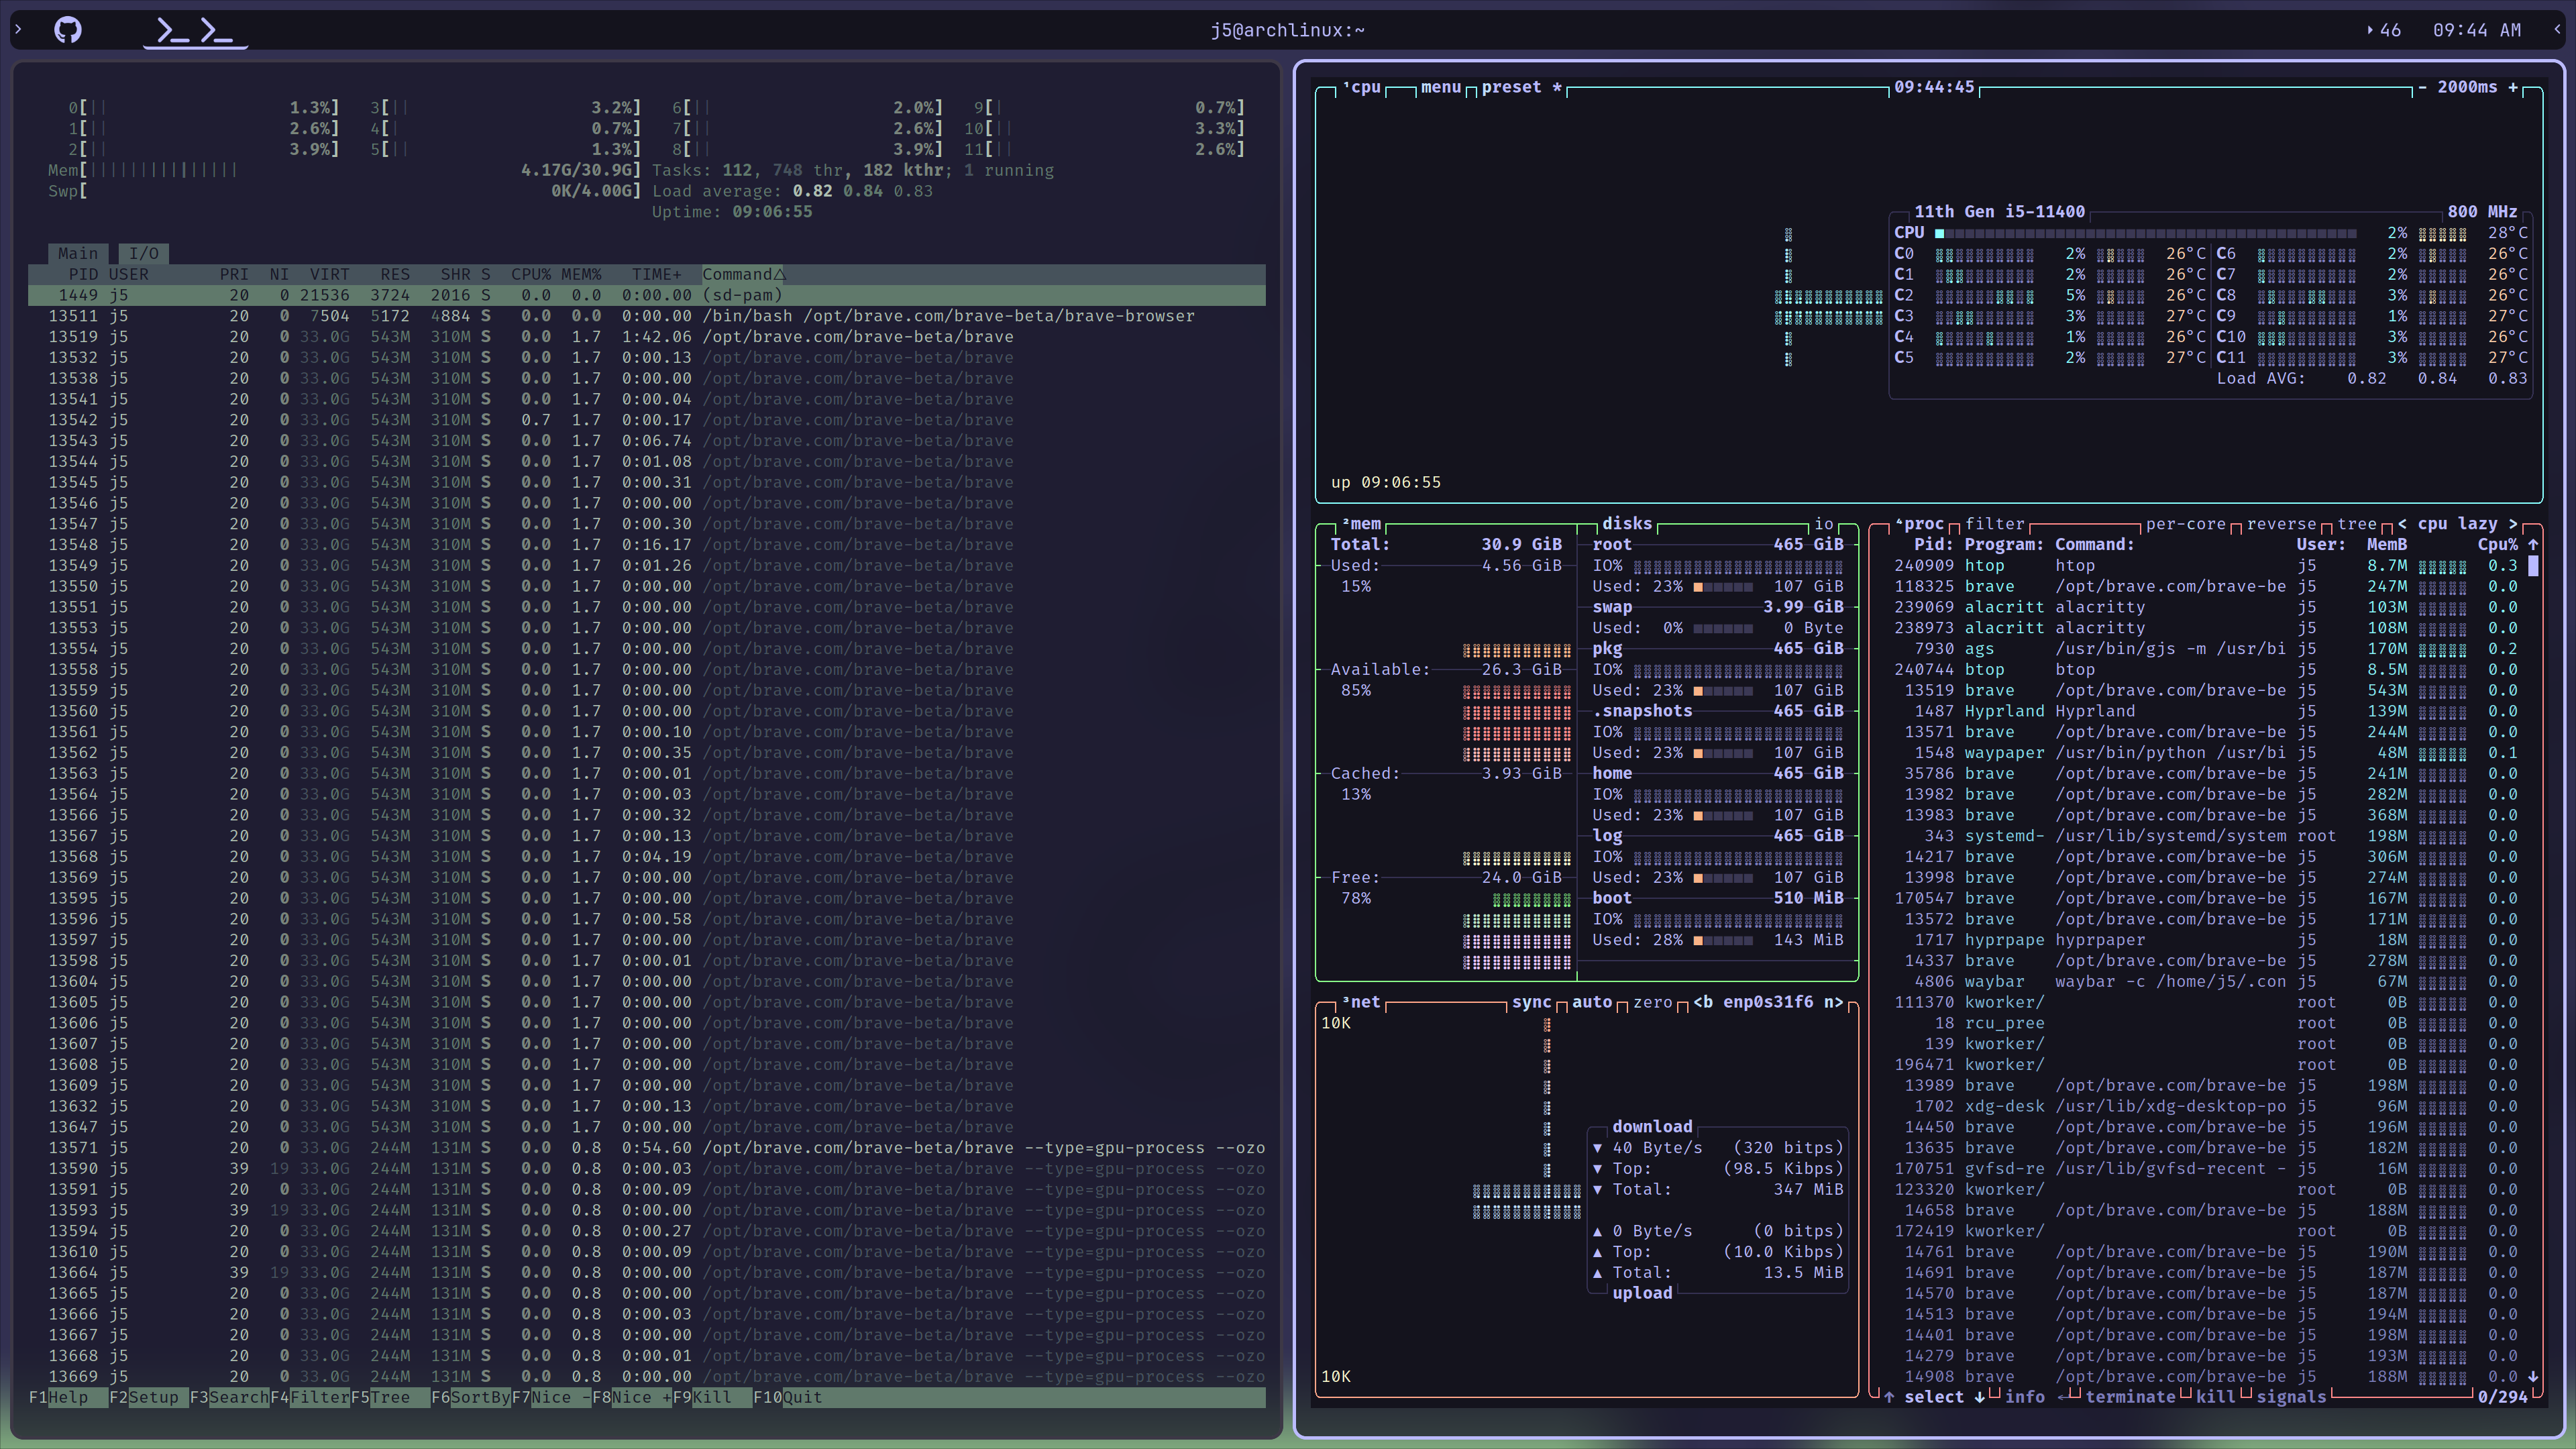 j5@archlinux:~
46 09:44 AM
0[|| 1.3%] 3[|| 3.2%] 6[|| 2.0%] 9[| 0.7%]
1[|| 2.6%] 4[| 0.7%] 7[|| 2.6%] 10[|| 3.3%]
2[|| 3.9%] 5[|| 1.3%] 8[|| 3.9%] 11[|| 2.6%]
Mem[||||||||||||||| 4.17G/30.9G] Tasks: 112, 748 thr, 182 kthr; 1 running
Swp[ 0K/4.00G] Load average: 0.82 0.84 0.83
Uptime: 09:06:55
Main I/O
PID USER PRI NI VIRT RES SHR S CPU% MEM% TIME+ Command△
1449 j5 20 0 21536 3724 2016 S 0.0 0.0 0:00.00 (sd-pam)
13511 j5 20 0 7504 5172 4884 S 0.0 0.0 0:00.00 /bin/bash /opt/brave.com/brave-beta/brave-browser
13519 j5 20 0 33.0G 543M 310M S 0.0 1.7 1:42.06 /opt/brave.com/brave-beta/brave
13532 j5 20 0 33.0G 543M 310M S 0.0 1.7 0:00.13 /opt/brave.com/brave-beta/brave
13538 j5 20 0 33.0G 543M 310M S 0.0 1.7 0:00.00 /opt/brave.com/brave-beta/brave
13541 j5 20 0 33.0G 543M 310M S 0.0 1.7 0:00.04 /opt/brave.com/brave-beta/brave
13542 j5 20 0 33.0G 543M 310M S 0.7 1.7 0:00.17 /opt/brave.com/brave-beta/brave
13543 j5 20 0 33.0G 543M 310M S 0.0 1.7 0:06.74 /opt/brave.com/brave-beta/brave
13544 j5 20 0 33.0G 543M 310M S 0.0 1.7 0:01.08 /opt/brave.com/brave-beta/brave
13545 j5 20 0 33.0G 543M 310M S 0.0 1.7 0:00.31 /opt/brave.com/brave-beta/brave
13546 j5 20 0 33.0G 543M 310M S 0.0 1.7 0:00.00 /opt/brave.com/brave-beta/brave
13547 j5 20 0 33.0G 543M 310M S 0.0 1.7 0:00.30 /opt/brave.com/brave-beta/brave
13548 j5 20 0 33.0G 543M 310M S 0.0 1.7 0:16.17 /opt/brave.com/brave-beta/brave
13549 j5 20 0 33.0G 543M 310M S 0.0 1.7 0:01.26 /opt/brave.com/brave-beta/brave
13550 j5 20 0 33.0G 543M 310M S 0.0 1.7 0:00.00 /opt/brave.com/brave-beta/brave
13551 j5 20 0 33.0G 543M 310M S 0.0 1.7 0:00.00 /opt/brave.com/brave-beta/brave
13553 j5 20 0 33.0G 543M 310M S 0.0 1.7 0:00.00 /opt/brave.com/brave-beta/brave
13554 j5 20 0 33.0G 543M 310M S 0.0 1.7 0:00.00 /opt/brave.com/brave-beta/brave
13558 j5 20 0 33.0G 543M 310M S 0.0 1.7 0:00.00 /opt/brave.com/brave-beta/brave
13559 j5 20 0 33.0G 543M 310M S 0.0 1.7 0:00.00 /opt/brave.com/brave-beta/brave
13560 j5 20 0 33.0G 543M 310M S 0.0 1.7 0:00.00 /opt/brave.com/brave-beta/brave
13561 j5 20 0 33.0G 543M 310M S 0.0 1.7 0:00.10 /opt/brave.com/brave-beta/brave
13562 j5 20 0 33.0G 543M 310M S 0.0 1.7 0:00.35 /opt/brave.com/brave-beta/brave
13563 j5 20 0 33.0G 543M 310M S 0.0 1.7 0:00.01 /opt/brave.com/brave-beta/brave
13564 j5 20 0 33.0G 543M 310M S 0.0 1.7 0:00.03 /opt/brave.com/brave-beta/brave
13566 j5 20 0 33.0G 543M 310M S 0.0 1.7 0:00.32 /opt/brave.com/brave-beta/brave
13567 j5 20 0 33.0G 543M 310M S 0.0 1.7 0:00.13 /opt/brave.com/brave-beta/brave
13568 j5 20 0 33.0G 543M 310M S 0.0 1.7 0:04.19 /opt/brave.com/brave-beta/brave
13569 j5 20 0 33.0G 543M 310M S 0.0 1.7 0:00.00 /opt/brave.com/brave-beta/brave
13595 j5 20 0 33.0G 543M 310M S 0.0 1.7 0:00.00 /opt/brave.com/brave-beta/brave
13596 j5 20 0 33.0G 543M 310M S 0.0 1.7 0:00.58 /opt/brave.com/brave-beta/brave
13597 j5 20 0 33.0G 543M 310M S 0.0 1.7 0:00.00 /opt/brave.com/brave-beta/brave
13598 j5 20 0 33.0G 543M 310M S 0.0 1.7 0:00.01 /opt/brave.com/brave-beta/brave
13604 j5 20 0 33.0G 543M 310M S 0.0 1.7 0:00.00 /opt/brave.com/brave-beta/brave
13605 j5 20 0 33.0G 543M 310M S 0.0 1.7 0:00.00 /opt/brave.com/brave-beta/brave
13606 j5 20 0 33.0G 543M 310M S 0.0 1.7 0:00.00 /opt/brave.com/brave-beta/brave
13607 j5 20 0 33.0G 543M 310M S 0.0 1.7 0:00.00 /opt/brave.com/brave-beta/brave
13608 j5 20 0 33.0G 543M 310M S 0.0 1.7 0:00.00 /opt/brave.com/brave-beta/brave
13609 j5 20 0 33.0G 543M 310M S 0.0 1.7 0:00.00 /opt/brave.com/brave-beta/brave
13632 j5 20 0 33.0G 543M 310M S 0.0 1.7 0:00.13 /opt/brave.com/brave-beta/brave
13647 j5 20 0 33.0G 543M 310M S 0.0 1.7 0:00.00 /opt/brave.com/brave-beta/brave
13571 j5 20 0 33.0G 244M 131M S 0.0 0.8 0:54.60 /opt/brave.com/brave-beta/brave --type=gpu-process --ozo
13590 j5 39 19 33.0G 244M 131M S 0.0 0.8 0:00.03 /opt/brave.com/brave-beta/brave --type=gpu-process --ozo
13591 j5 20 0 33.0G 244M 131M S 0.0 0.8 0:00.09 /opt/brave.com/brave-beta/brave --type=gpu-process --ozo
13593 j5 39 19 33.0G 244M 131M S 0.0 0.8 0:00.00 /opt/brave.com/brave-beta/brave --type=gpu-process --ozo
13594 j5 20 0 33.0G 244M 131M S 0.0 0.8 0:00.27 /opt/brave.com/brave-beta/brave --type=gpu-process --ozo
13610 j5 20 0 33.0G 244M 131M S 0.0 0.8 0:00.09 /opt/brave.com/brave-beta/brave --type=gpu-process --ozo
13664 j5 39 19 33.0G 244M 131M S 0.0 0.8 0:00.00 /opt/brave.com/brave-beta/brave --type=gpu-process --ozo
13665 j5 20 0 33.0G 244M 131M S 0.0 0.8 0:00.00 /opt/brave.com/brave-beta/brave --type=gpu-process --ozo
13666 j5 20 0 33.0G 244M 131M S 0.0 0.8 0:00.03 /opt/brave.com/brave-beta/brave --type=gpu-process --ozo
13667 j5 20 0 33.0G 244M 131M S 0.0 0.8 0:00.00 /opt/brave.com/brave-beta/brave --type=gpu-process --ozo
13668 j5 20 0 33.0G 244M 131M S 0.0 0.8 0:00.01 /opt/brave.com/brave-beta/brave --type=gpu-process --ozo
13669 j5 20 0 33.0G 244M 131M S 0.0 0.8 0:00.00 /opt/brave.com/brave-beta/brave --type=gpu-process --ozo
F1Help F2Setup F3SearchF4FilterF5Tree F6SortByF7Nice -F8Nice +F9Kill F10Quit
¹cpu menu preset * 09:44:45 - 2000ms +
11th Gen i5-11400 800 MHz
CPU 2% 28°C
C0 2% 26°C C6 2% 26°C
C1 2% 26°C C7 2% 26°C
C2 5% 26°C C8 3% 26°C
C3 3% 27°C C9 1% 27°C
C4 1% 26°C C10 3% 26°C
C5 2% 27°C C11 3% 27°C
Load AVG: 0.82 0.84 0.83
up 09:06:55
²mem
Total: 30.9 GiB
Used: 4.56 GiB
15%
Available: 26.3 GiB
85%
Cached: 3.93 GiB
13%
Free: 24.0 GiB
78%
disks io
root 465 GiB
IO%
Used: 23% 107 GiB
swap 3.99 GiB
Used: 0% 0 Byte
pkg 465 GiB
IO%
Used: 23% 107 GiB
.snapshots 465 GiB
IO%
Used: 23% 107 GiB
home 465 GiB
IO%
Used: 23% 107 GiB
log 465 GiB
IO%
Used: 23% 107 GiB
boot 510 MiB
IO%
Used: 28% 143 MiB
³net sync auto zero <b enp0s31f6 n>
10K
download
▼ 40 Byte/s (320 bitps)
▼ Top: (98.5 Kibps)
▼ Total: 347 MiB
▲ 0 Byte/s (0 bitps)
▲ Top: (10.0 Kibps)
▲ Total: 13.5 MiB
upload
10K
⁴proc filter per-core reverse tree < cpu lazy >
Pid: Program: Command: User: MemB Cpu% ↑
240909 htop htop j5 8.7M 0.3
118325 brave /opt/brave.com/brave-be j5 247M 0.0
239069 alacritt alacritty j5 103M 0.0
238973 alacritt alacritty j5 108M 0.0
7930 ags /usr/bin/gjs -m /usr/bi j5 170M 0.2
240744 btop btop j5 8.5M 0.0
13519 brave /opt/brave.com/brave-be j5 543M 0.0
1487 Hyprland Hyprland j5 139M 0.0
13571 brave /opt/brave.com/brave-be j5 244M 0.0
1548 waypaper /usr/bin/python /usr/bi j5 48M 0.1
35786 brave /opt/brave.com/brave-be j5 241M 0.0
13982 brave /opt/brave.com/brave-be j5 282M 0.0
13983 brave /opt/brave.com/brave-be j5 368M 0.0
343 systemd- /usr/lib/systemd/system root 198M 0.0
14217 brave /opt/brave.com/brave-be j5 306M 0.0
13998 brave /opt/brave.com/brave-be j5 274M 0.0
170547 brave /opt/brave.com/brave-be j5 167M 0.0
13572 brave /opt/brave.com/brave-be j5 171M 0.0
1717 hyprpape hyprpaper j5 18M 0.0
14337 brave /opt/brave.com/brave-be j5 278M 0.0
4806 waybar waybar -c /home/j5/.con j5 67M 0.0
111370 kworker/ root 0B 0.0
18 rcu_pree root 0B 0.0
139 kworker/ root 0B 0.0
196471 kworker/ root 0B 0.0
13989 brave /opt/brave.com/brave-be j5 198M 0.0
1702 xdg-desk /usr/lib/xdg-desktop-po j5 96M 0.0
14450 brave /opt/brave.com/brave-be j5 196M 0.0
13635 brave /opt/brave.com/brave-be j5 182M 0.0
170751 gvfsd-re /usr/lib/gvfsd-recent - j5 16M 0.0
123320 kworker/ root 0B 0.0
14658 brave /opt/brave.com/brave-be j5 188M 0.0
172419 kworker/ root 0B 0.0
14761 brave /opt/brave.com/brave-be j5 190M 0.0
14691 brave /opt/brave.com/brave-be j5 187M 0.0
14570 brave /opt/brave.com/brave-be j5 187M 0.0
14513 brave /opt/brave.com/brave-be j5 194M 0.0
14401 brave /opt/brave.com/brave-be j5 198M 0.0
14279 brave /opt/brave.com/brave-be j5 193M 0.0
14908 brave /opt/brave.com/brave-be j5 188M 0.0 ↓
↑ select ↓ info ← terminate kill signals 0/294